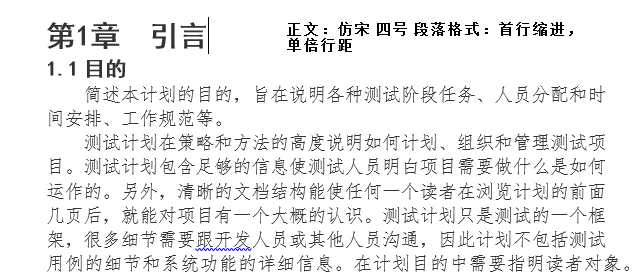 第1章 引言
正文：仿宋 四号 段落格式：首行缩进，
单倍行距
1.1 目的
简述本计划的目的，旨在说明各种测试阶段任务、人员分配和时
间安排、工作规范等。
测试计划在策略和方法的高度说明如何计划、组织和管理测试项
目。测试计划包含足够的信息使测试人员明白项目需要做什么是如何
运作的。另外，清晰的文档结构能使任何一个读者在浏览计划的前面
几页后，就能对项目有一个大概的认识。测试计划只是测试的一个框
架，很多细节需要跟开发人员或其他人员沟通，因此计划不包括测试
用例的细节和系统功能的详细信息。在计划目的中需要指明读者对象。